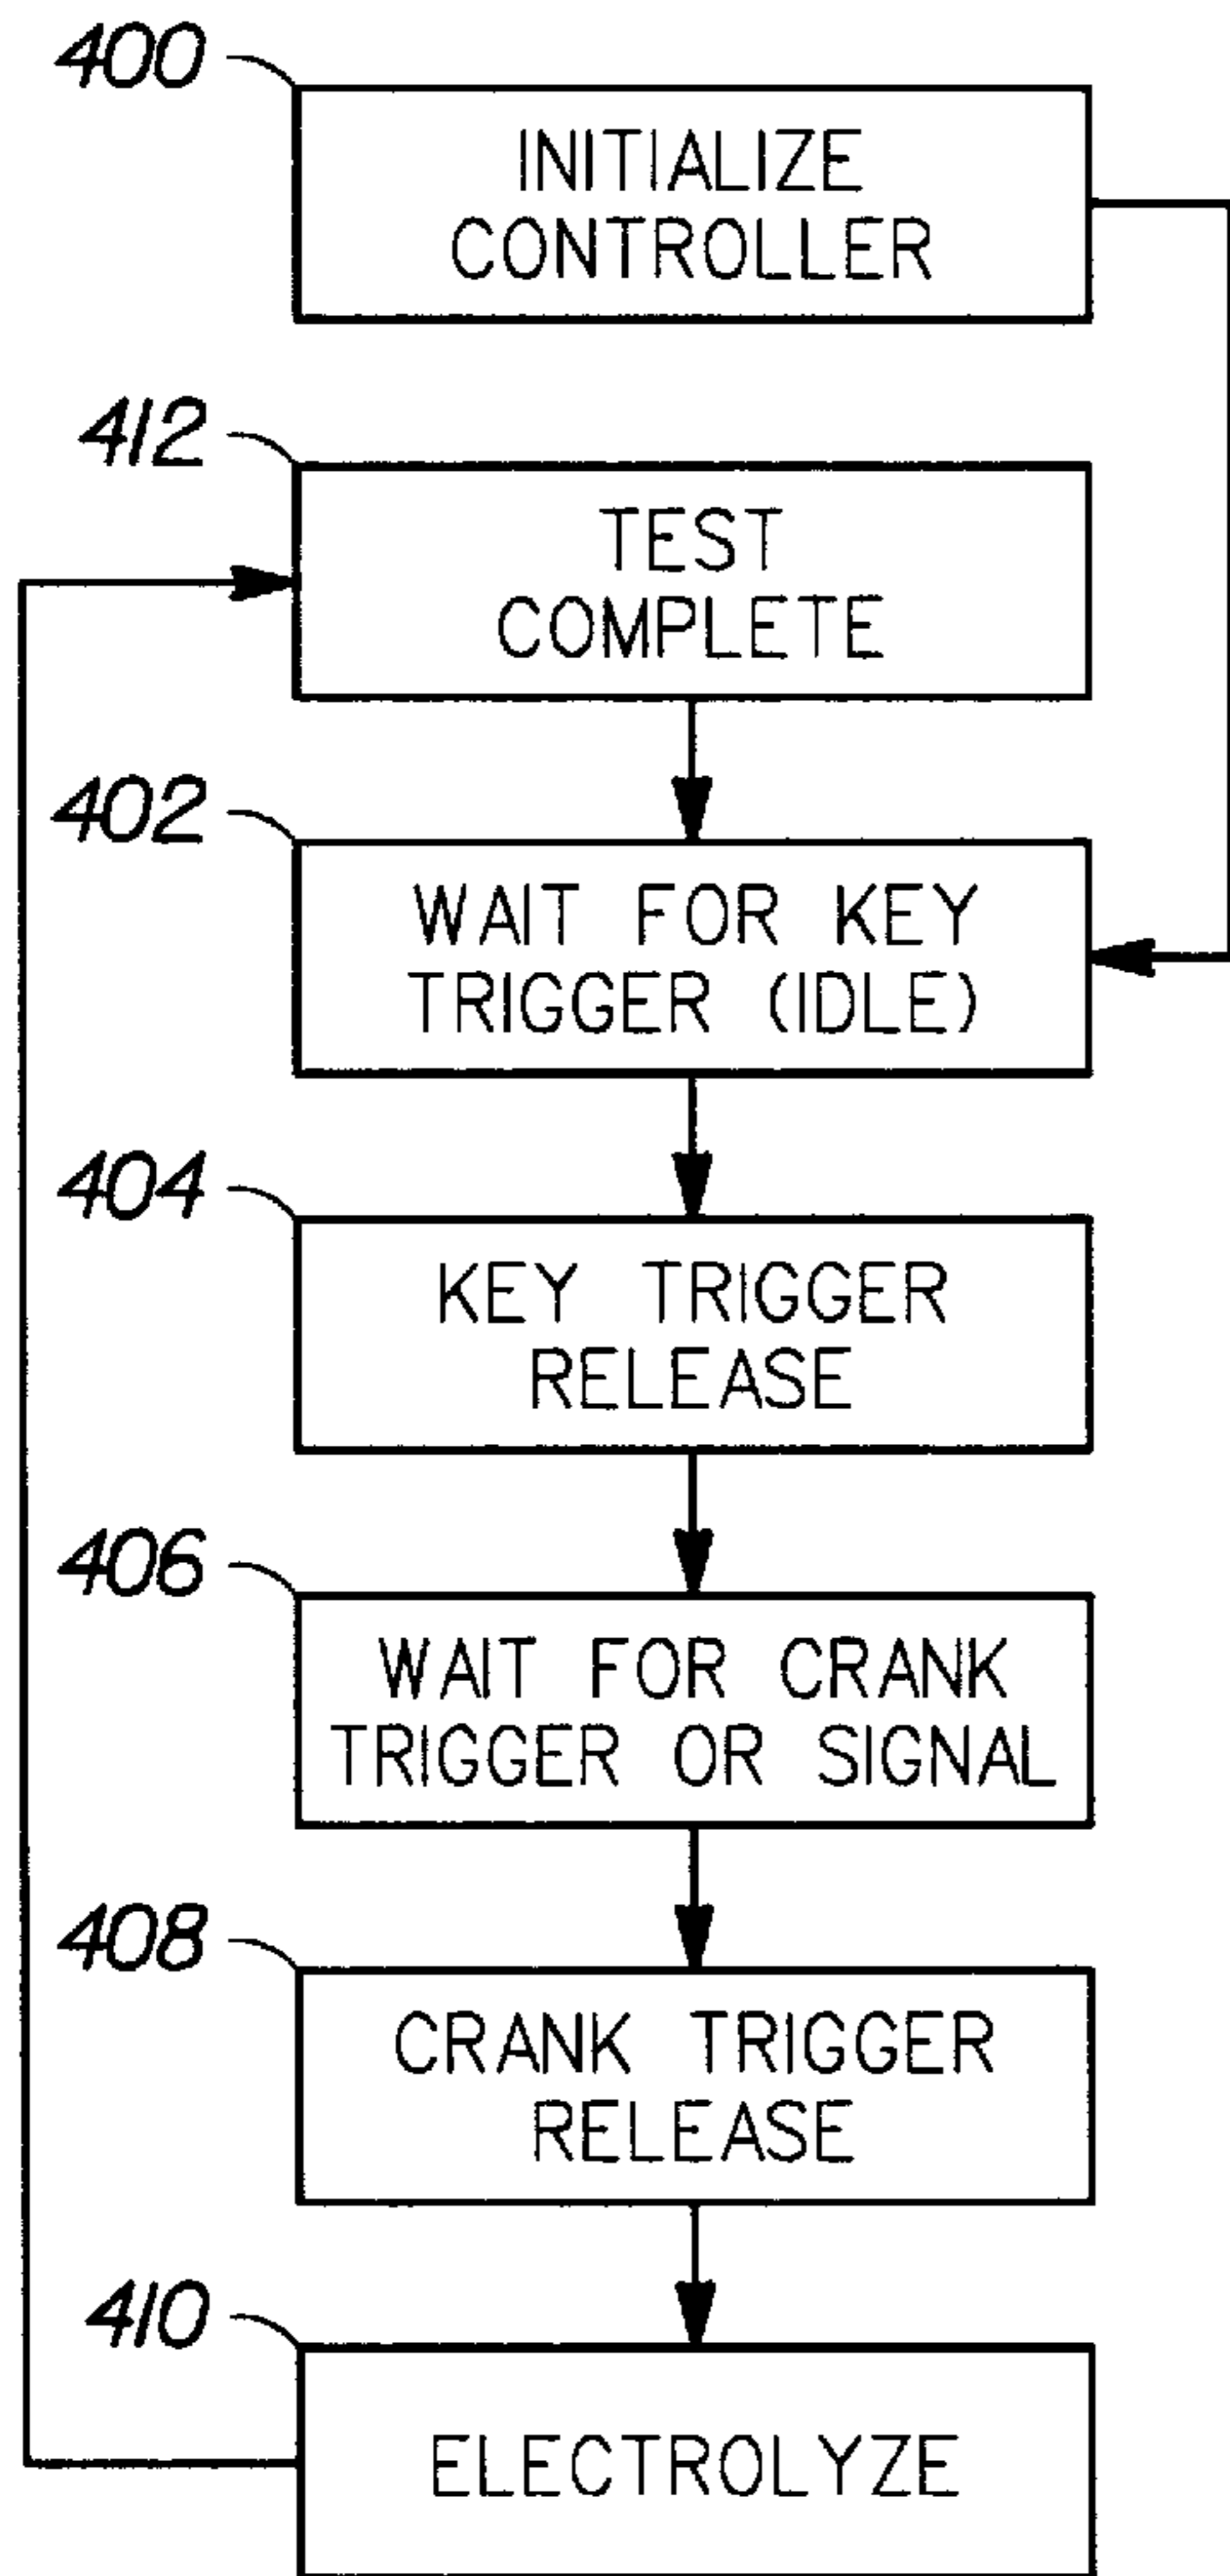 400
INITIALIZE
CONTROLLER
412
TEST
COMPLETE
402
WAIT FOR KEY
TRIGGER (IDLE)
404
KEY TRIGGER
RELEASE
406
WAIT FOR CRANK
TRIGGER OR SIGNAL
408
CRANK TRIGGER
RELEASE
410
ELECTROLYZE